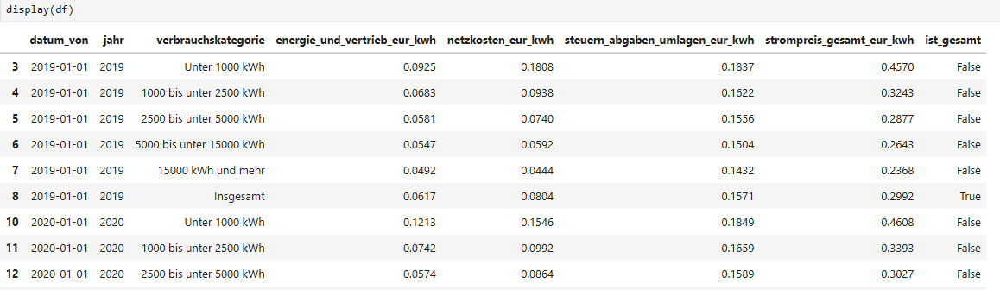 display(df)
datum_von jahr verbrauchskategorie energie_und_vertrieb_eur_kwh netzkosten_eur_kwh steuern_abgaben_umlagen_eur_kwh strompreis_gesamt_eur_kwh ist_gesamt
3 2019-01-01 2019 Unter 1000 kWh 0.0925 0.1808 0.1837 0.4570 False
4 2019-01-01 2019 1000 bis unter 2500 kWh 0.0683 0.0938 0.1622 0.3243 False
5 2019-01-01 2019 2500 bis unter 5000 kWh 0.0581 0.0740 0.1556 0.2877 False
6 2019-01-01 2019 5000 bis unter 15000 kWh 0.0547 0.0592 0.1504 0.2643 False
7 2019-01-01 2019 15000 kWh und mehr 0.0492 0.0444 0.1432 0.2368 False
8 2019-01-01 2019 Insgesamt 0.0617 0.0804 0.1571 0.2992 True
10 2020-01-01 2020 Unter 1000 kWh 0.1213 0.1546 0.1849 0.4608 False
11 2020-01-01 2020 1000 bis unter 2500 kWh 0.0742 0.0992 0.1659 0.3393 False
12 2020-01-01 2020 2500 bis unter 5000 kWh 0.0574 0.0864 0.1589 0.3027 False